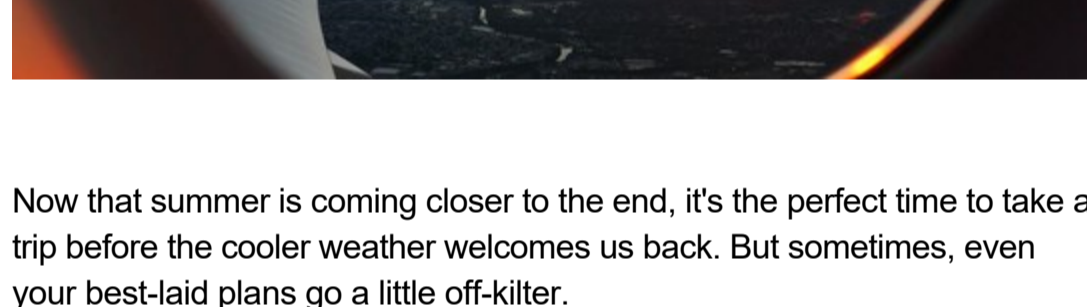 Now that summer is coming closer to the end, it's the perfect time to take a
trip before the cooler weather welcomes us back. But sometimes, even
your best-laid plans go a little off-kilter.